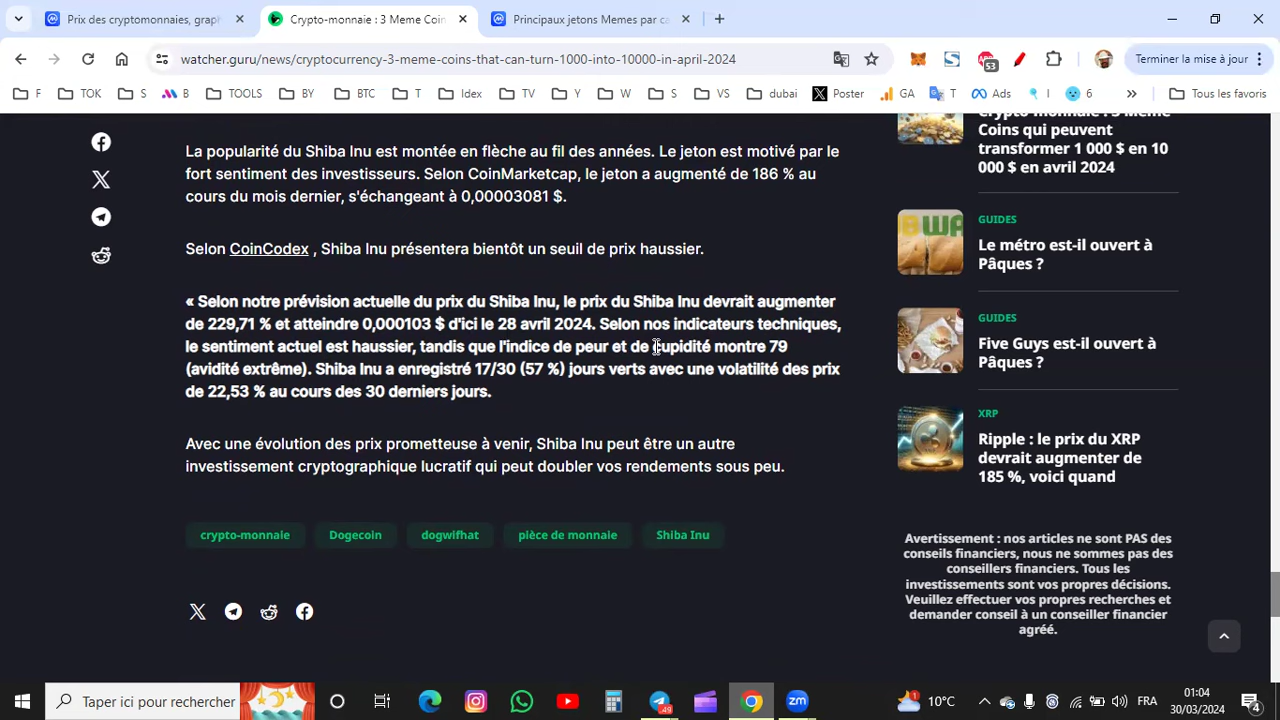 Prix des cryptomonnaies, grap
Crypto-monnaie : 3 Meme Coin
Principaux jetons Memes par ca
watcher.guru/news/cryptocurrency-3-meme-coins-that-can-turn-1000-into-10000-in-april-2024
53
Terminer la mise à jour
F
TOK
S
B
TOOLS
BY
BTC
T
Idex
TV
Y
W
S
VS
dubai
Poster
GA
T
Ads
I
6
Tous les favoris
La popularité du Shiba Inu est montée en flèche au fil des années. Le jeton est motivé par le
fort sentiment des investisseurs. Selon CoinMarketcap, le jeton a augmenté de 186 % au
cours du mois dernier, s'échangeant à 0,00003081 $.
Selon CoinCodex , Shiba Inu présentera bientôt un seuil de prix haussier.
« Selon notre prévision actuelle du prix du Shiba Inu, le prix du Shiba Inu devrait augmenter
de 229,71 % et atteindre 0,000103 $ d'ici le 28 avril 2024. Selon nos indicateurs techniques,
le sentiment actuel est haussier, tandis que l'indice de peur et de cupidité montre 79
(avidité extrême). Shiba Inu a enregistré 17/30 (57 %) jours verts avec une volatilité des prix
de 22,53 % au cours des 30 derniers jours.
Avec une évolution des prix prometteuse à venir, Shiba Inu peut être un autre
investissement cryptographique lucratif qui peut doubler vos rendements sous peu.
crypto-monnaie
Dogecoin
dogwifhat
pièce de monnaie
Shiba Inu
Crypto-monnaie : 3 Meme
Coins qui peuvent
transformer 1 000 $ en 10
000 $ en avril 2024
GUIDES
Le métro est-il ouvert à
Pâques ?
GUIDES
Five Guys est-il ouvert à
Pâques ?
XRP
Ripple : le prix du XRP
devrait augmenter de
185 %, voici quand
Avertissement : nos articles ne sont PAS des
conseils financiers, nous ne sommes pas des
conseillers financiers. Tous les
investissements sont vos propres décisions.
Veuillez effectuer vos propres recherches et
demander conseil à un conseiller financier
agréé.
Taper ici pour rechercher
49
zm
1
10°C
FRA
01:04
30/03/2024
4